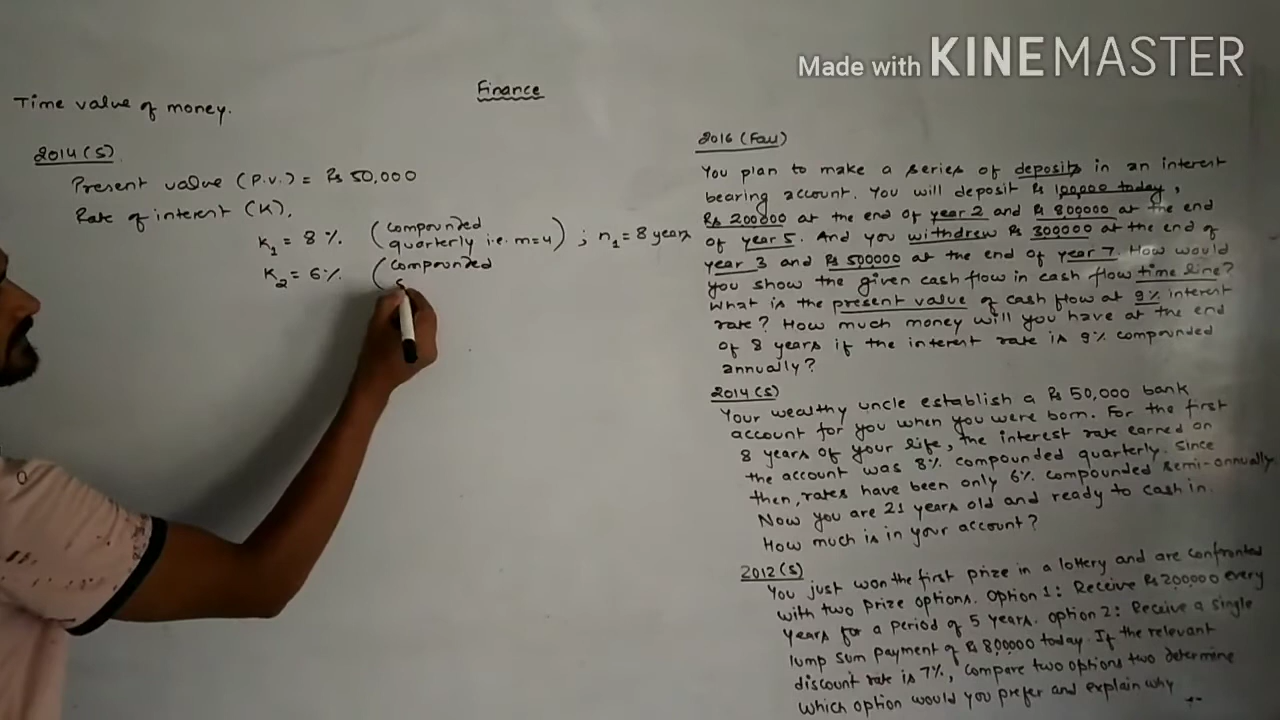 Made with KINEMASTER
Finance
Time value of money.
2014 (S)
Present value (P.V.) = Rs 50,000
Rate of interest (K),
K1 = 8 % (compounded quarterly i.e. m=4) ; n1 = 8 years
K2 = 6 % (compounded
S
2016 (Fall)
You plan to make a series of deposits in an interest
bearing account. You will deposit Rs 100000 today,
Rs 200000 at the end of year 2 and Rs 800000 at the end
of year 5. And you withdrew Rs 300000 at the end of
year 3 and Rs 500000 at the end of year 7. How would
you show the given cash flow in cash flow time line?
What is the present value of cash flow at 9% interest
rate? How much money will you have at the end
of 8 years if the interest rate is 9% compounded
annually?
2014 (S)
Your wealthy uncle establish a Rs 50,000 bank
account for you when you were born. For the first
8 years of your life, the interest rate earned on
the account was 8% compounded quarterly. Since
then, rates have been only 6% compounded semi-annually.
Now you are 21 years old and ready to cash in.
How much is in your account?
2012 (S)
You just won the first prize in a lottery and are confronted
with two prize options. Option 1: Receive Rs 200000 every
years for a period of 5 years. Option 2: Receive a single
lump sum payment of Rs 800000 today. If the relevant
discount rate is 7%, compare two options two determine
which option would you prefer and explain why